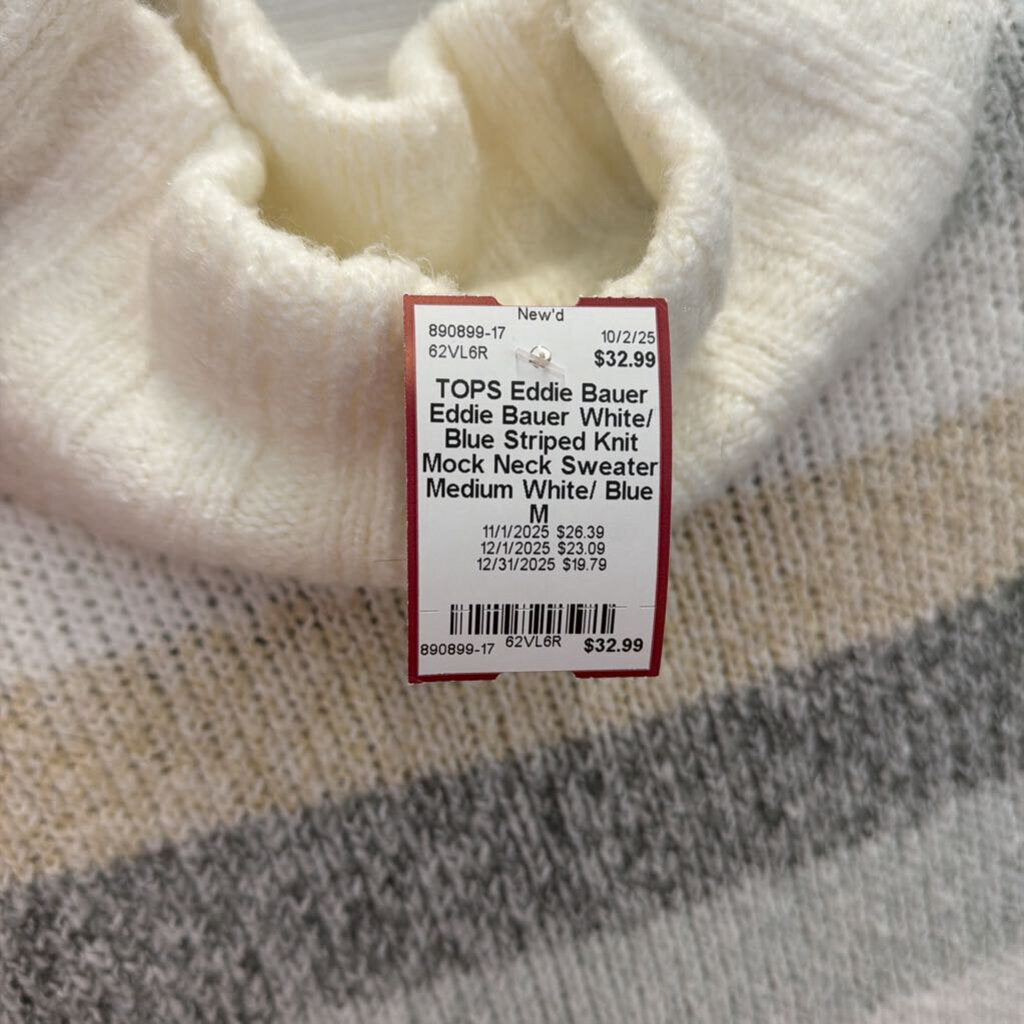 New'd
890899-17 10/2/25
62VL6R $32.99
TOPS Eddie Bauer
Eddie Bauer White/
Blue Striped Knit
Mock Neck Sweater
Medium White/ Blue
M
11/1/2025 $26.39
12/1/2025 $23.09
12/31/2025 $19.79
890899-17 62VL6R $32.99